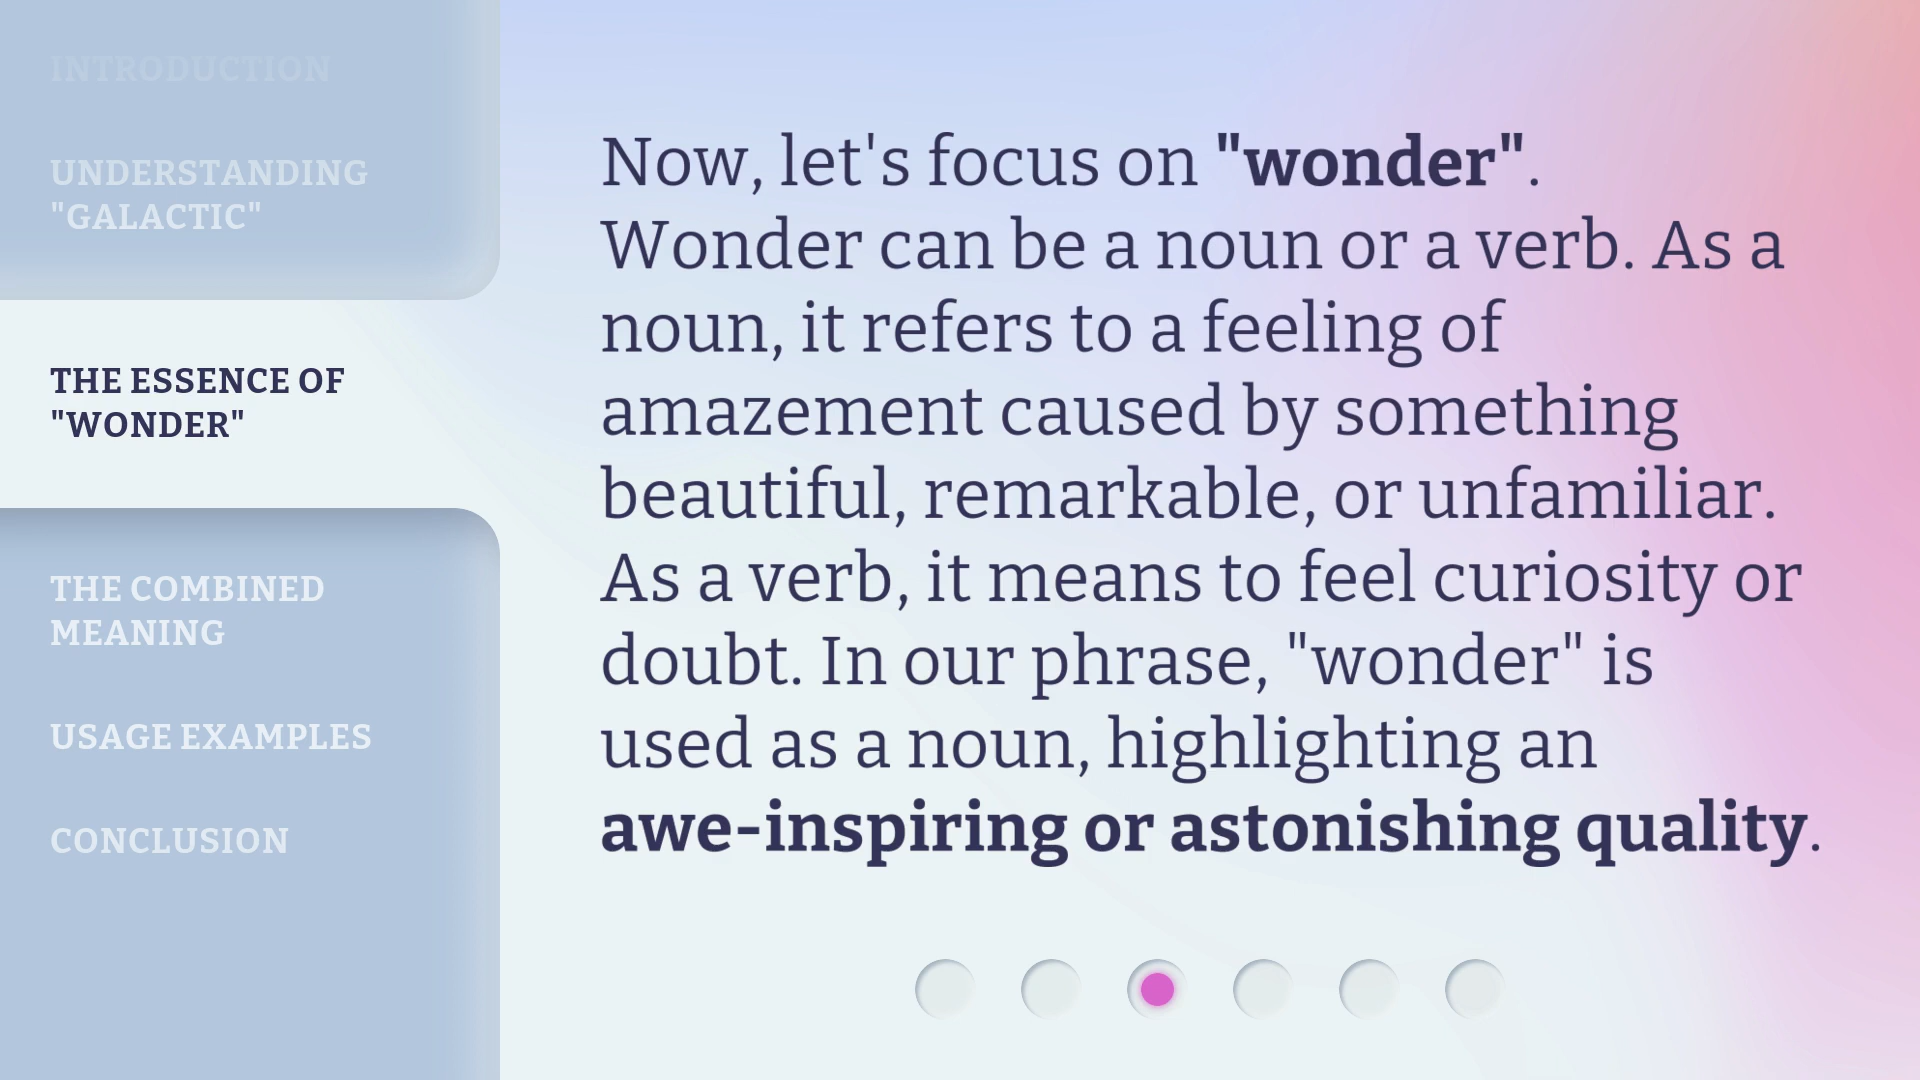 INTRODUCTION
UNDERSTANDING
"GALACTIC"
THE ESSENCE OF
"WONDER"
THE COMBINED
MEANING
USAGE EXAMPLES
CONCLUSION
Now, let's focus on "wonder".
Wonder can be a noun or a verb. As a
noun, it refers to a feeling of
amazement caused by something
beautiful, remarkable, or unfamiliar.
As a verb, it means to feel curiosity or
doubt. In our phrase, "wonder" is
used as a noun, highlighting an
awe-inspiring or astonishing quality.